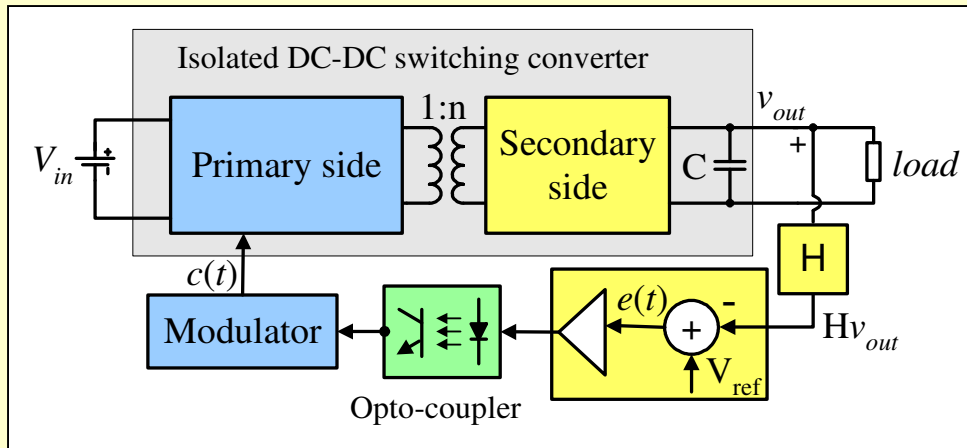 Isolated DC-DC switching converter
V_in
Primary side
1:n
Secondary side
C
v_out
+
load
H
c(t)
Modulator
Opto-coupler
e(t)
+
-
V_ref
Hv_out